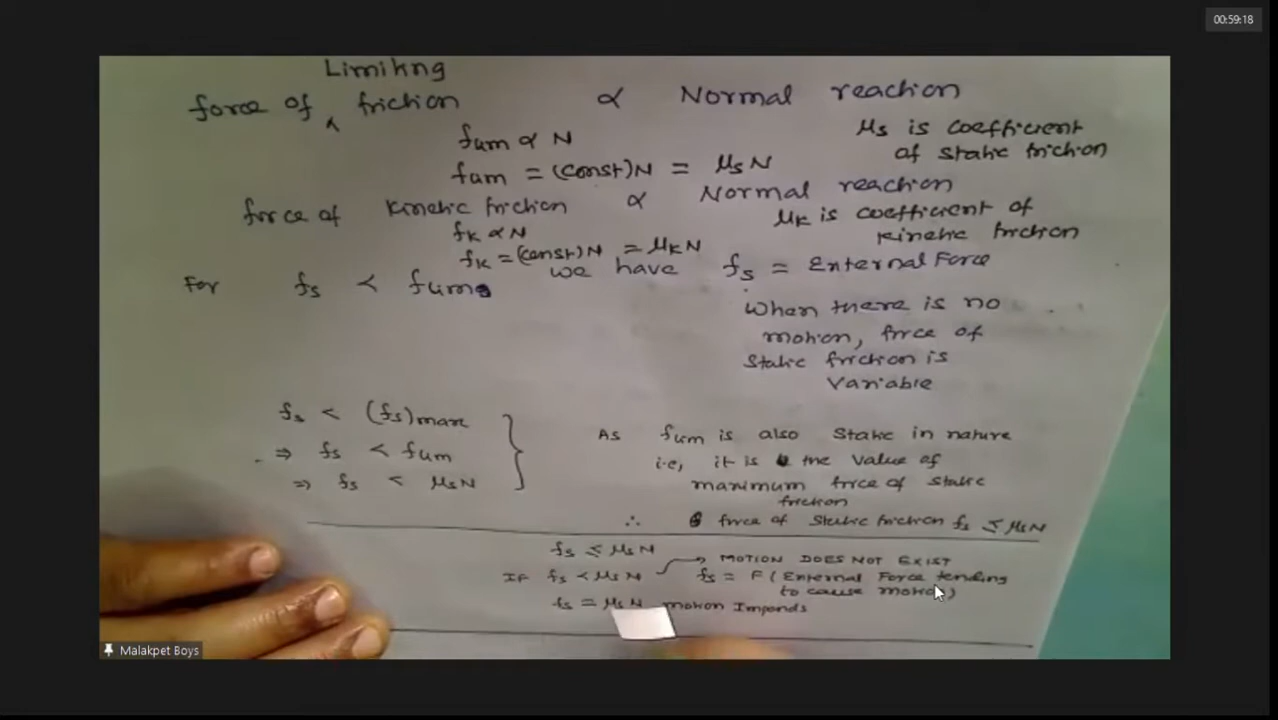 00:59:18
Limiting
force of ‸ friction ∝ Normal reaction
flim ∝ N
μs is coefficient
of static friction
flim = (const)N = μsN
force of kinetic friction ∝ Normal reaction
fK ∝ N
μK is coefficient of
kinetic friction
fK = (const)N = μKN
For fs < flim we have fs = External Force
When there is no
motion, force of
static friction is
variable
fs < (fs)max
⇒ fs < flim
⇒ fs < μsN
As flim is also static in nature
i.e, it is the value of
maximum force of static
friction
∴ force of static friction fs ≤ μsN
fs ≤ μsN
IF fs < μsN → MOTION DOES NOT EXIST
fs = F (External Force tending
to cause motion)
fs = μsN motion Impends
Malakpet Boys